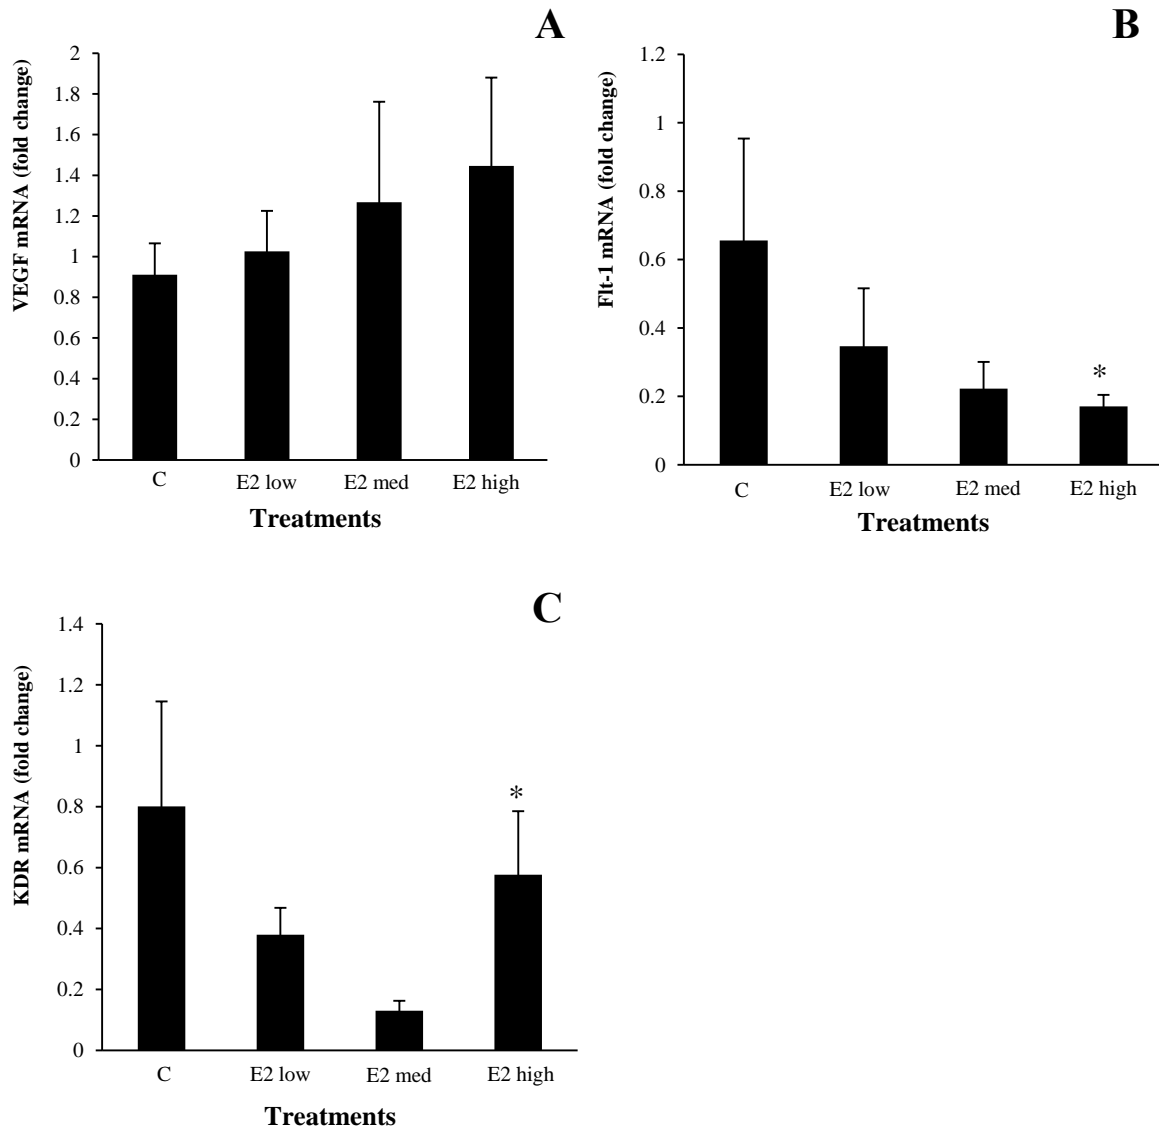 A
VEGF mRNA (fold change)
2
1.8
1.6
1.4
1.2
1
0.8
0.6
0.4
0.2
0
C
E2 low
E2 med
E2 high
Treatments
B
Flt-1 mRNA (fold change)
1.2
1
0.8
0.6
0.4
0.2
0
*
C
E2 low
E2 med
E2 high
Treatments
C
KDR mRNA (fold change)
1.4
1.2
1
0.8
0.6
0.4
0.2
0
*
C
E2 low
E2 med
E2 high
Treatments